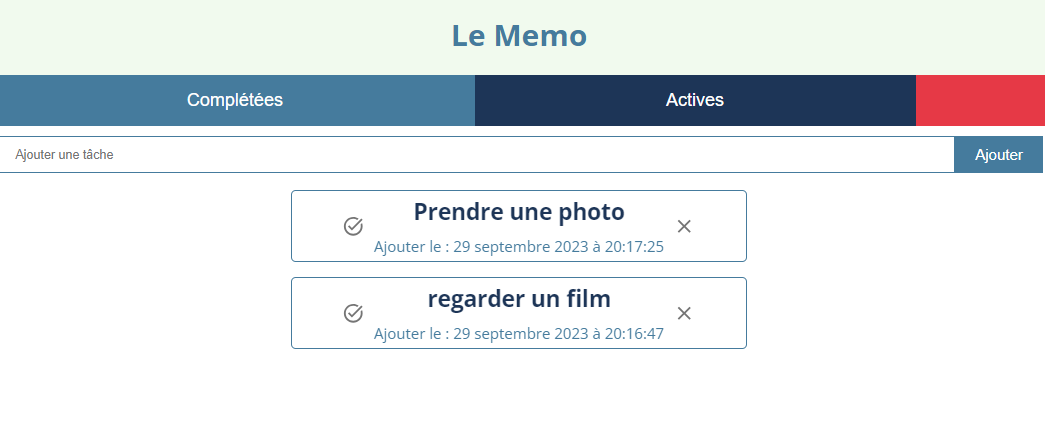 Le Memo
Complétées
Actives
Ajouter une tâche
Ajouter
Prendre une photo
Ajouter le : 29 septembre 2023 à 20:17:25
regarder un film
Ajouter le : 29 septembre 2023 à 20:16:47